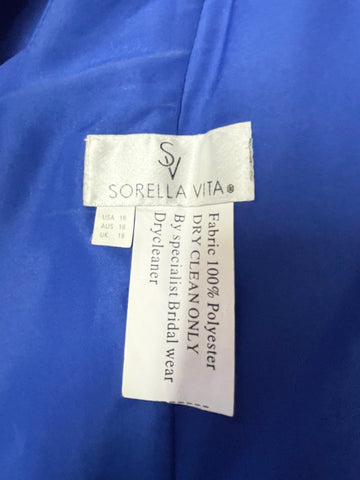 SV
SORELLA VITA®
USA 16
AUS 18
UK 18
Fabric 100% Polyester
DRY CLEAN ONLY
By specialist Bridal wear
Drycleaner